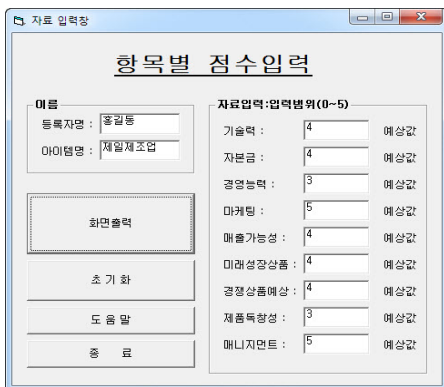 자료 입력창
항목별 점수입력
이름
등록자명 : 홍길동
아이템명 : 제일제조업
화면출력
초 기 화
도 움 말
종 료
자료입력:입력범위(0~5)
기술력 : 4 예상값
자본금 : 4 예상값
경영능력 : 3 예상값
마케팅 : 5 예상값
매출가능성 : 4 예상값
미래성장상품 : 4 예상값
경쟁상품예상 : 4 예상값
제품독창성 : 3 예상값
매니지먼트 : 5 예상값